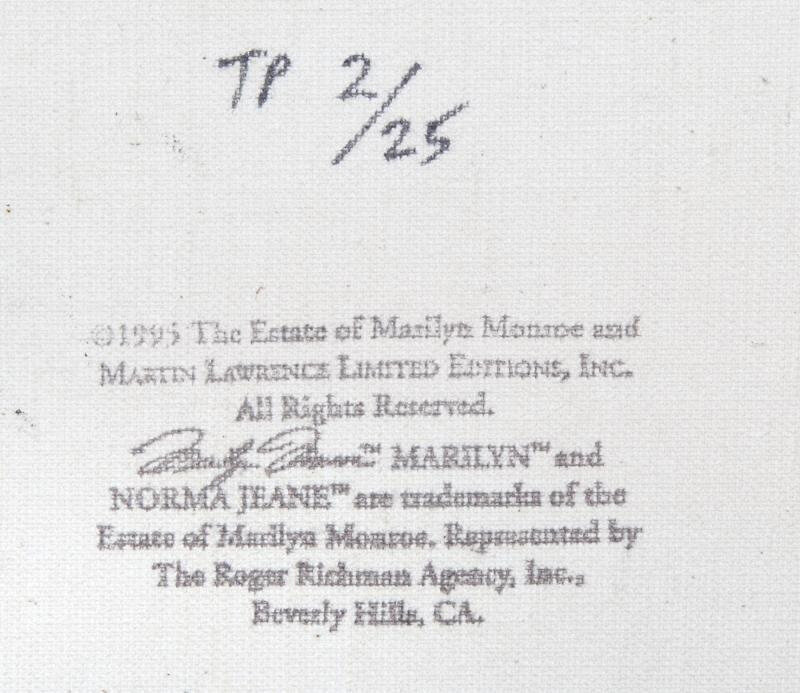 TP 2/25
©1995 The Estate of Marilyn Monroe and
MARTIN LAWRENCE LIMITED EDITIONS, INC.
All Rights Reserved.
Marilyn Monroe™ MARILYN™ and
NORMA JEANE™ are trademarks of the
Estate of Marilyn Monroe. Represented by
The Roger Richman Agency, Inc.,
Beverly Hills, CA.